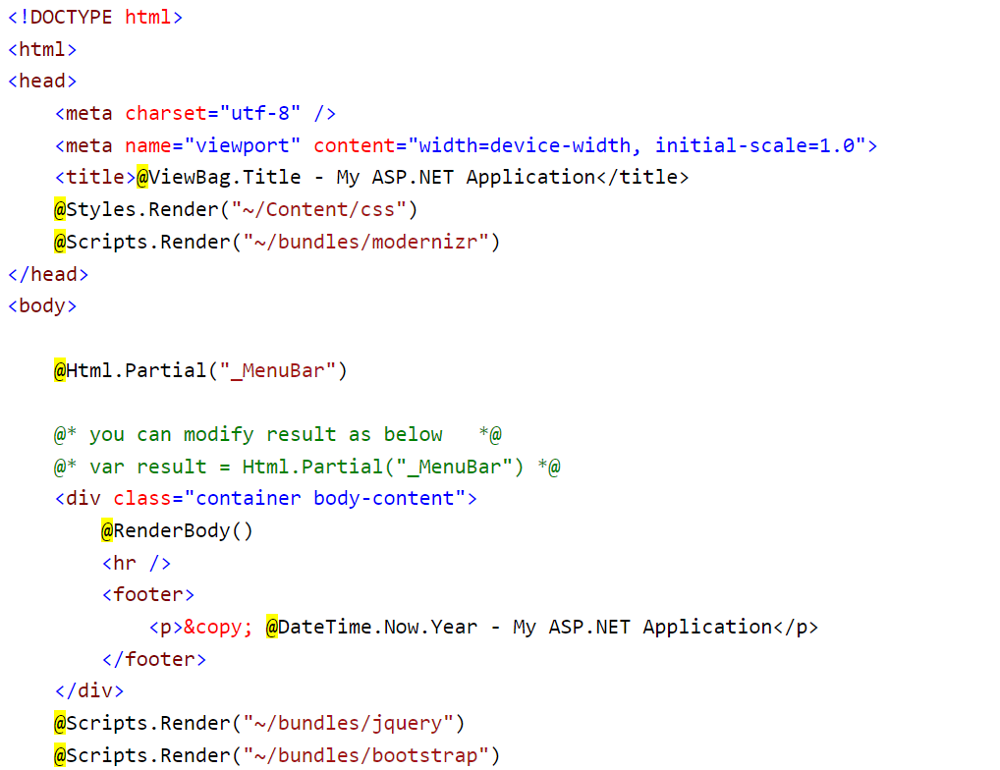 <!DOCTYPE html>
<html>
<head>
    <meta charset="utf-8" />
    <meta name="viewport" content="width=device-width, initial-scale=1.0">
    <title>@ViewBag.Title - My ASP.NET Application</title>
    @Styles.Render("~/Content/css")
    @Scripts.Render("~/bundles/modernizr")
</head>
<body>

    @Html.Partial("_MenuBar")

    @* you can modify result as below   *@
    @* var result = Html.Partial("_MenuBar") *@
    <div class="container body-content">
        @RenderBody()
        <hr />
        <footer>
            <p>&copy; @DateTime.Now.Year - My ASP.NET Application</p>
        </footer>
    </div>
    @Scripts.Render("~/bundles/jquery")
    @Scripts.Render("~/bundles/bootstrap")